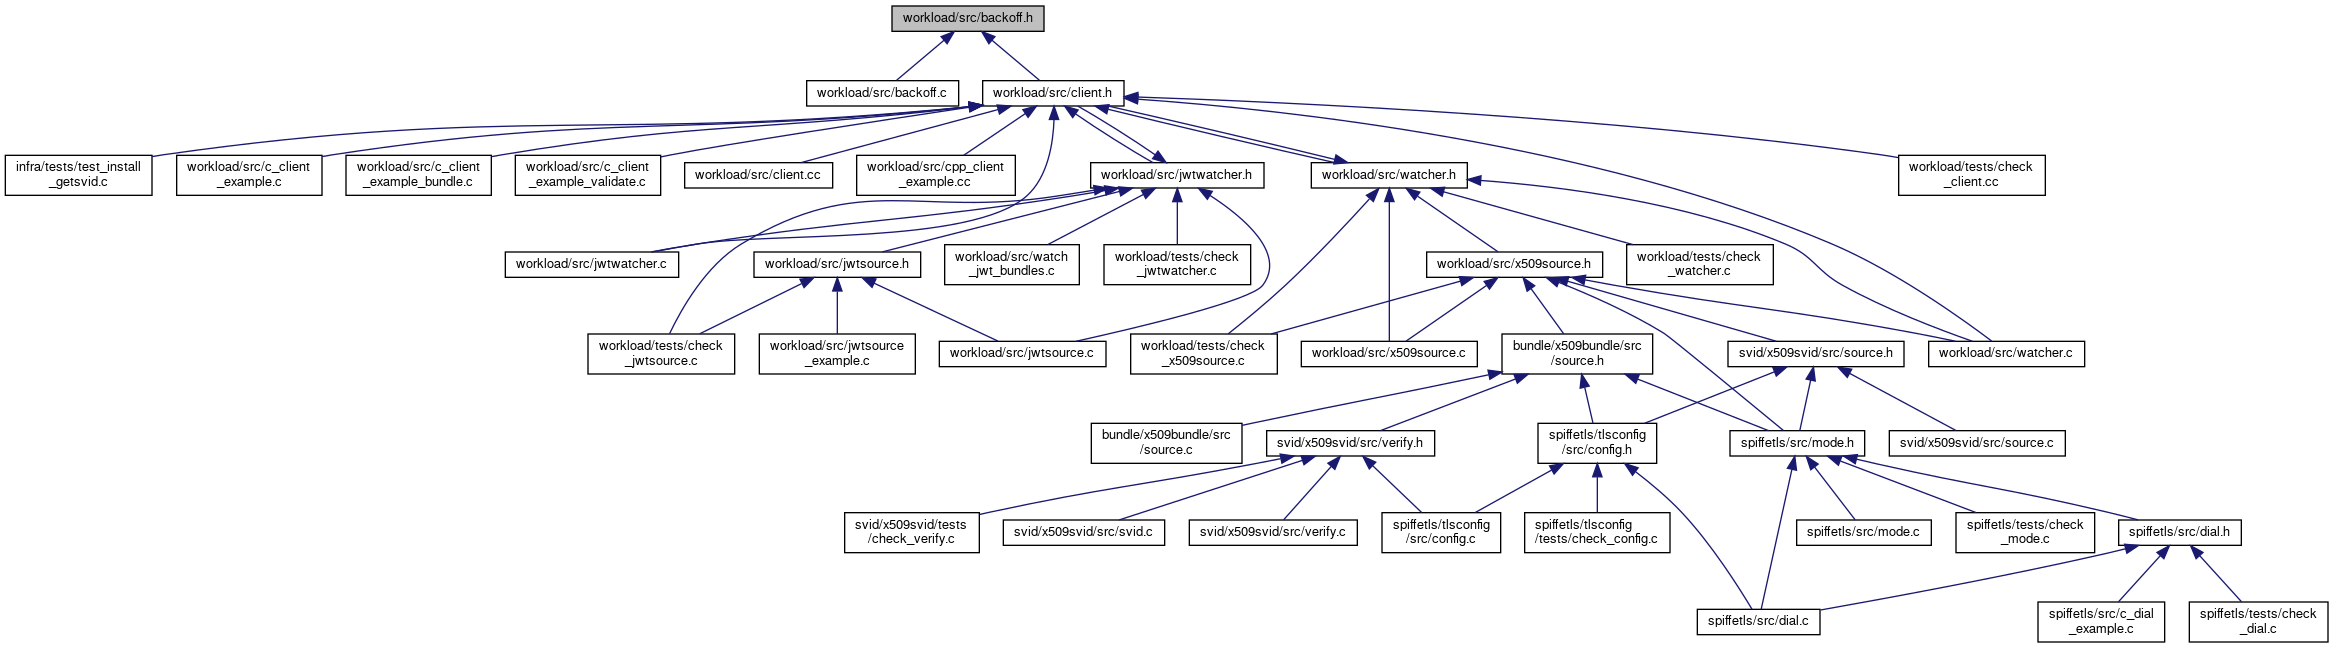 workload/src/backoff.h
workload/src/backoff.c
workload/src/client.h
infra/tests/test_install
_getsvid.c
workload/src/c_client
_example.c
workload/src/c_client
_example_bundle.c
workload/src/c_client
_example_validate.c
workload/src/client.cc
workload/src/cpp_client
_example.cc
workload/src/jwtwatcher.h
workload/src/watcher.h
workload/tests/check
_client.cc
workload/src/jwtwatcher.c
workload/src/jwtsource.h
workload/src/watch
_jwt_bundles.c
workload/tests/check
_jwtwatcher.c
workload/src/x509source.h
workload/tests/check
_watcher.c
workload/tests/check
_jwtsource.c
workload/src/jwtsource
_example.c
workload/src/jwtsource.c
workload/tests/check
_x509source.c
workload/src/x509source.c
bundle/x509bundle/src
/source.h
svid/x509svid/src/source.h
workload/src/watcher.c
bundle/x509bundle/src
/source.c
svid/x509svid/src/verify.h
spiffetls/tlsconfig
/src/config.h
spiffetls/src/mode.h
svid/x509svid/src/source.c
svid/x509svid/tests
/check_verify.c
svid/x509svid/src/svid.c
svid/x509svid/src/verify.c
spiffetls/tlsconfig
/src/config.c
spiffetls/tlsconfig
/tests/check_config.c
spiffetls/src/mode.c
spiffetls/tests/check
_mode.c
spiffetls/src/dial.h
spiffetls/src/dial.c
spiffetls/src/c_dial
_example.c
spiffetls/tests/check
_dial.c